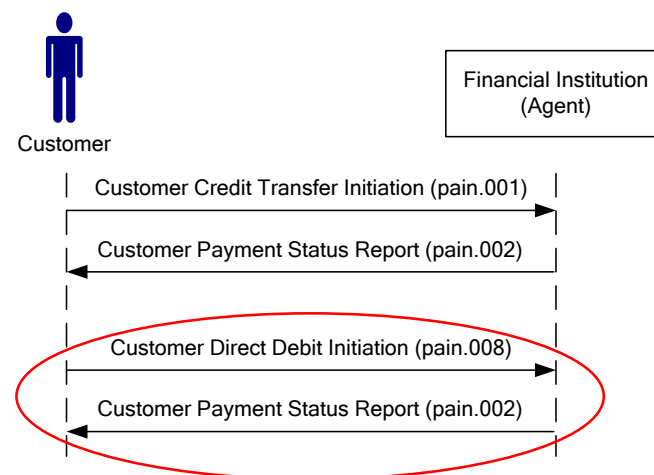 Customer
Financial Institution
(Agent)
Customer Credit Transfer Initiation (pain.001)
Customer Payment Status Report (pain.002)
Customer Direct Debit Initiation (pain.008)
Customer Payment Status Report (pain.002)